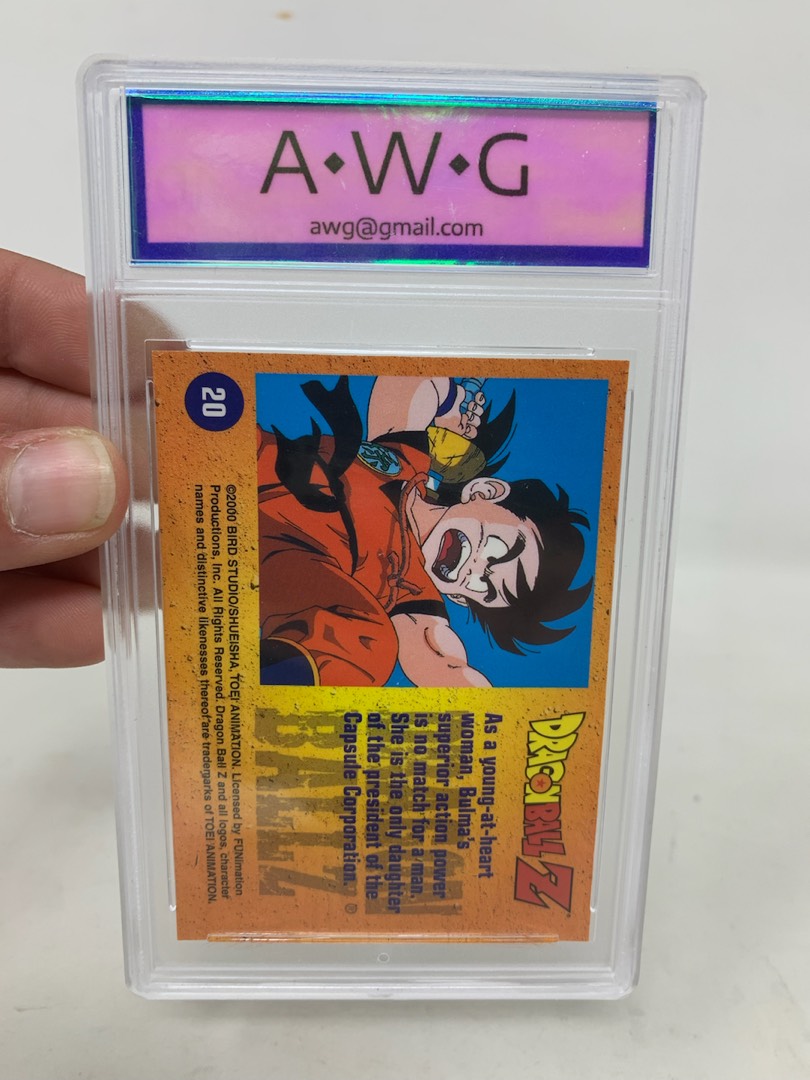 A◆W◆G
awg@gmail.com
20
DRAGON BALL Z
As a young-at-heart
woman, Bulma's
superior action power
is no match for a man.
She is the only daughter
of the president of the
Capsule Corporation.
BALL Z
®
©2000 BIRD STUDIO/SHUEISHA, TOEI ANIMATION. Licensed by FUNimation
Productions, Inc. All Rights Reserved. Dragon Ball Z and all logos, character
names and distinctive likenesses thereof are trademarks of TOEI ANIMATION.